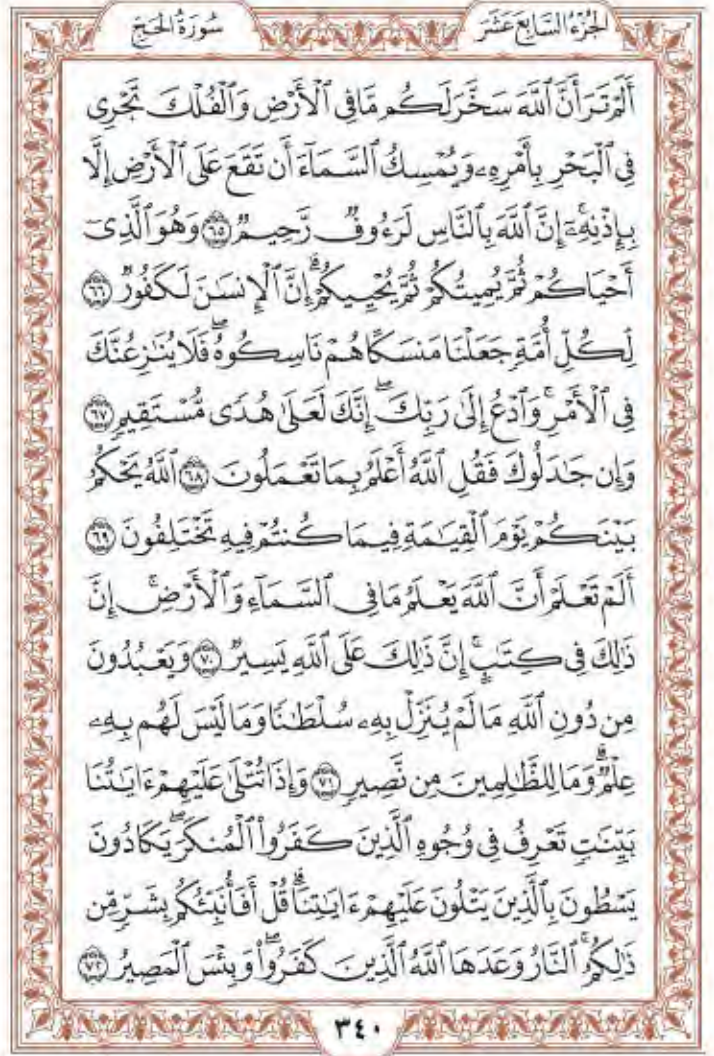 الجزء السابع عشر
سورة الحج
أَلَمْ تَرَ أَنَّ ٱللَّهَ سَخَّرَ لَكُم مَّا فِى ٱلْأَرْضِ وَٱلْفُلْكَ تَجْرِى
فِى ٱلْبَحْرِ بِأَمْرِهِۦ وَيُمْسِكُ ٱلسَّمَآءَ أَن تَقَعَ عَلَى ٱلْأَرْضِ إِلَّا
بِإِذْنِهِۦٓ ۗ إِنَّ ٱللَّهَ بِٱلنَّاسِ لَرَءُوفٌ رَّحِيمٌ ٦٥ وَهُوَ ٱلَّذِىٓ
أَحْيَاكُمْ ثُمَّ يُمِيتُكُمْ ثُمَّ يُحْيِيكُمْ ۗ إِنَّ ٱلْإِنسَٰنَ لَكَفُورٌ ٦٦
لِّكُلِّ أُمَّةٍ جَعَلْنَا مَنسَكًا هُمْ نَاسِكُوهُ ۖ فَلَا يُنَٰزِعُنَّكَ
فِى ٱلْأَمْرِ ۚ وَٱدْعُ إِلَىٰ رَبِّكَ ۖ إِنَّكَ لَعَلَىٰ هُدًى مُّسْتَقِيمٍ ٦٧
وَإِن جَٰدَلُوكَ فَقُلِ ٱللَّهُ أَعْلَمُ بِمَا تَعْمَلُونَ ٦٨ ٱللَّهُ يَحْكُمُ
بَيْنَكُمْ يَوْمَ ٱلْقِيَٰمَةِ فِيمَا كُنتُمْ فِيهِ تَخْتَلِفُونَ ٦٩
أَلَمْ تَعْلَمْ أَنَّ ٱللَّهَ يَعْلَمُ مَا فِى ٱلسَّمَآءِ وَٱلْأَرْضِ ۗ إِنَّ
ذَٰلِكَ فِى كِتَٰبٍ ۚ إِنَّ ذَٰلِكَ عَلَى ٱللَّهِ يَسِيرٌ ٧٠ وَيَعْبُدُونَ
مِن دُونِ ٱللَّهِ مَا لَمْ يُنَزِّلْ بِهِۦ سُلْطَٰنًا وَمَا لَيْسَ لَهُم بِهِۦ
عِلْمٌ ۗ وَمَا لِلظَّٰلِمِينَ مِن نَّصِيرٍ ٧١ وَإِذَا تُتْلَىٰ عَلَيْهِمْ ءَايَٰتُنَا
بَيِّنَٰتٍ تَعْرِفُ فِى وُجُوهِ ٱلَّذِينَ كَفَرُوا۟ ٱلْمُنكَرَ ۖ يَكَادُونَ
يَسْطُونَ بِٱلَّذِينَ يَتْلُونَ عَلَيْهِمْ ءَايَٰتِنَا ۗ قُلْ أَفَأُنَبِّئُكُم بِشَرٍّ مِّن
ذَٰلِكُمُ ۗ ٱلنَّارُ وَعَدَهَا ٱللَّهُ ٱلَّذِينَ كَفَرُوا۟ ۖ وَبِئْسَ ٱلْمَصِيرُ ٧٢
٣٤٠